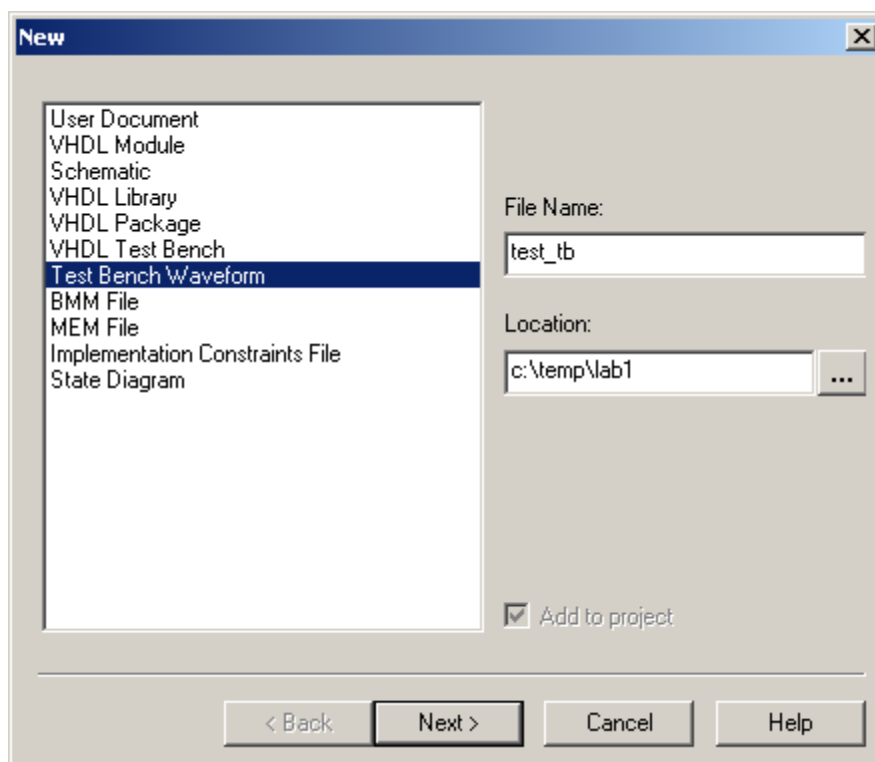 New
User Document
VHDL Module
Schematic
VHDL Library
VHDL Package
VHDL Test Bench
Test Bench Waveform
BMM File
MEM File
Implementation Constraints File
State Diagram
File Name:
test_tb
Location:
c:\temp\lab1
...
Add to project
< Back
Next >
Cancel
Help